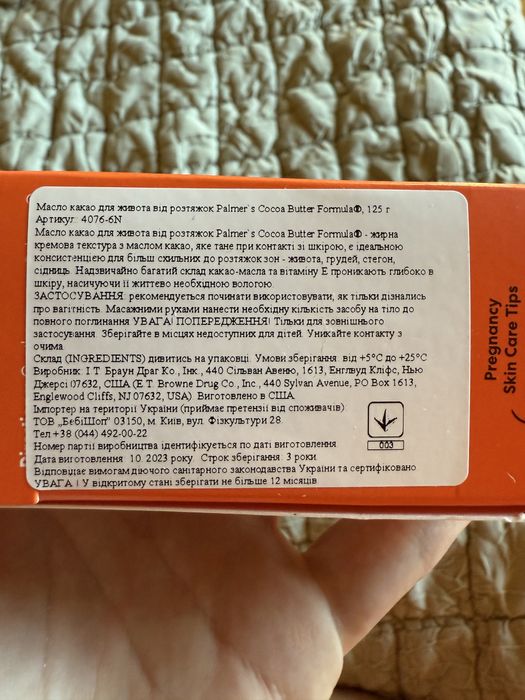 Масло какао для живота від розтяжок Palmer`s Cocoa Butter Formula®, 125 г
Артикул: 4076-6N
Масло какао для живота від розтяжок Palmer`s Cocoa Butter Formula® - жирна
кремова текстура з маслом какао, яке тане при контакті зі шкірою, є ідеальною
консистенцією для більш схильних до розтяжок зон - живота, грудей, стегон,
сідниць. Надзвичайно багатий склад какао-масла та вітаміну Е проникають глибоко в
шкіру, насичуючи її життєво необхідною вологою.
ЗАСТОСУВАННЯ: рекомендується починати використовувати, як тільки дізнались
про вагітність. Масажними рухами нанести необхідну кількість засобу на тіло до
повного поглинання УВАГА! ПОПЕРЕДЖЕННЯ! Тільки для зовнішнього
застосування. Зберігайте в місцях недоступних для дітей. Уникайте контакту з
очима.
Склад (INGREDIENTS) дивитись на упаковці. Умови зберігання: від +5°C до +25°C
Виробник: І.Т. Браун Драг Ко., Інк., 440 Сільван Авеню, 1613, Енглвуд Кліфс, Нью
Джерсі 07632, США (E.T. Browne Drug Co., Inc., 440 Sylvan Avenue, PO Box 1613,
Englewood Cliffs, NJ 07632, USA). Виготовлено в США.
Імпортер на території України (приймає претензії від споживачів)
ТОВ „БєбіШоп" 03150, м. Київ, вул. Фізкультури 28.
Тел +38 (044) 492-00-22
Номер партії виробництва ідентифікується по даті виготовлення
Дата виготовлення: 10. 2023 року Строк зберігання: 3 роки.
Відповідає вимогам діючого санітарного законодавства України та сертифіковано
УВАГА ! У відкритому стані зберігати не більше 12 місяців
003
Pregnancy
Skin Care Tips